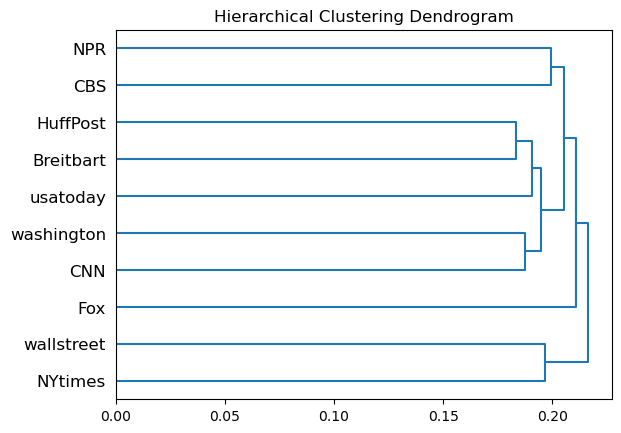 Hierarchical Clustering Dendrogram
NPR
CBS
HuffPost
Breitbart
usatoday
washington
CNN
Fox
wallstreet
NYtimes
0.00 0.05 0.10 0.15 0.20